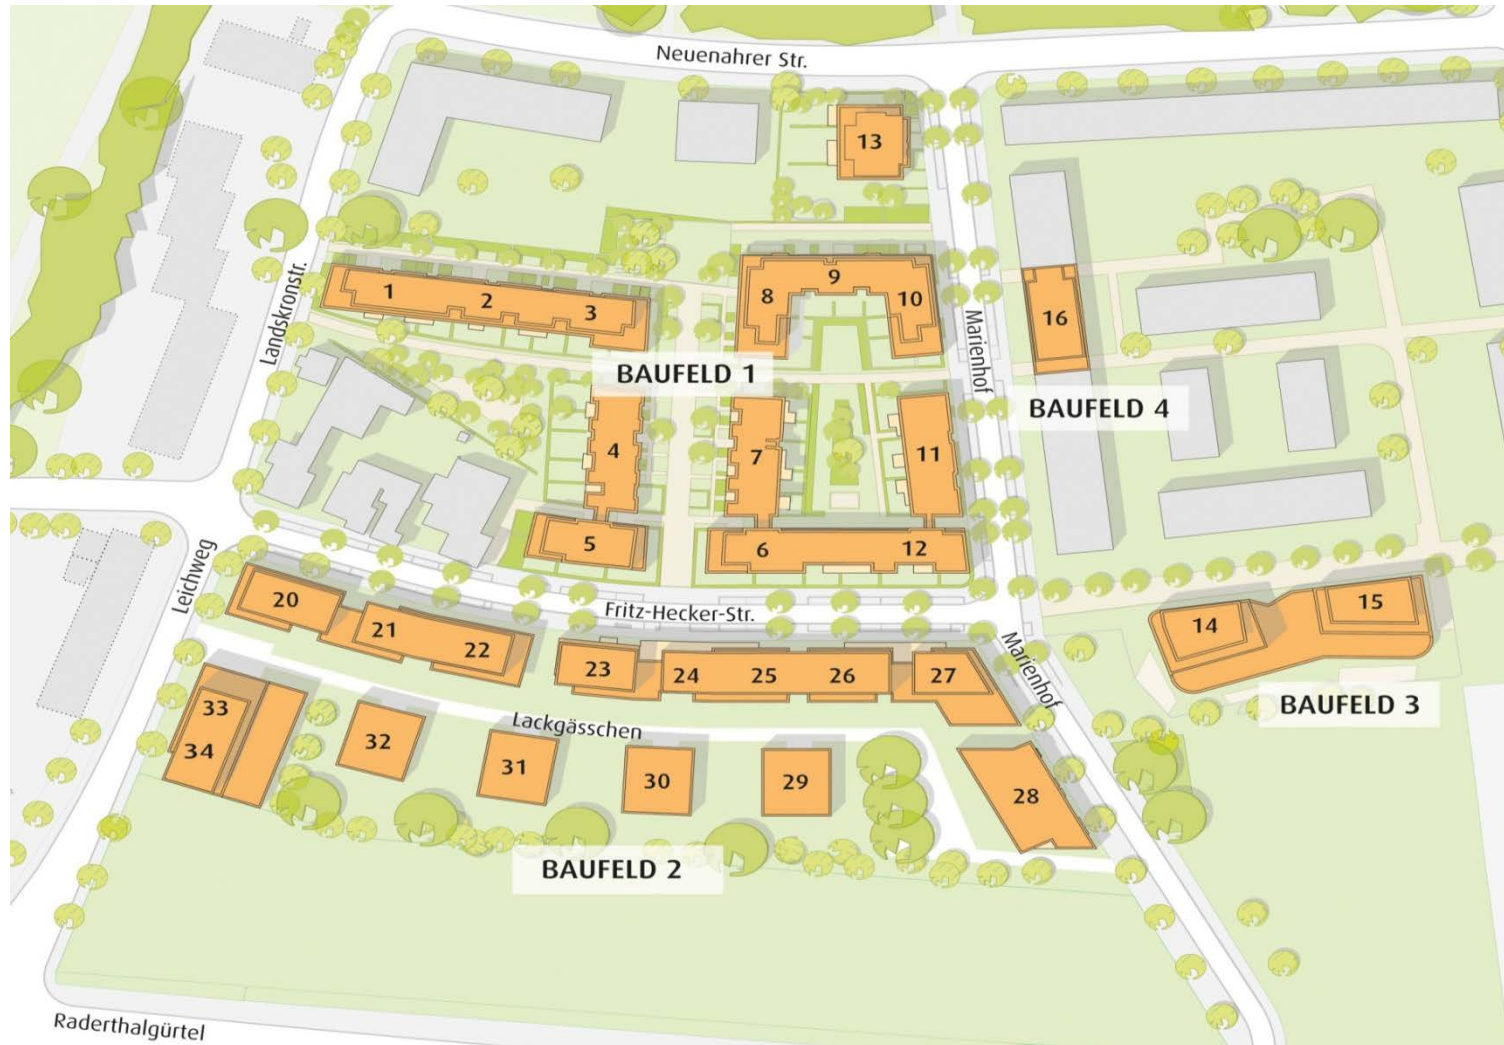 Neuenahrer Str.
13
Landskronstr.
1
2
3
8
9
10
Marienhof
16
BAUFELD 1
BAUFELD 4
4
7
11
5
6
12
Leichweg
Fritz-Hecker-Str.
20
21
22
23
24
25
26
27
Marienhof
14
15
BAUFELD 3
33
34
32
Lackgässchen
31
30
29
28
BAUFELD 2
Raderthalgürtel